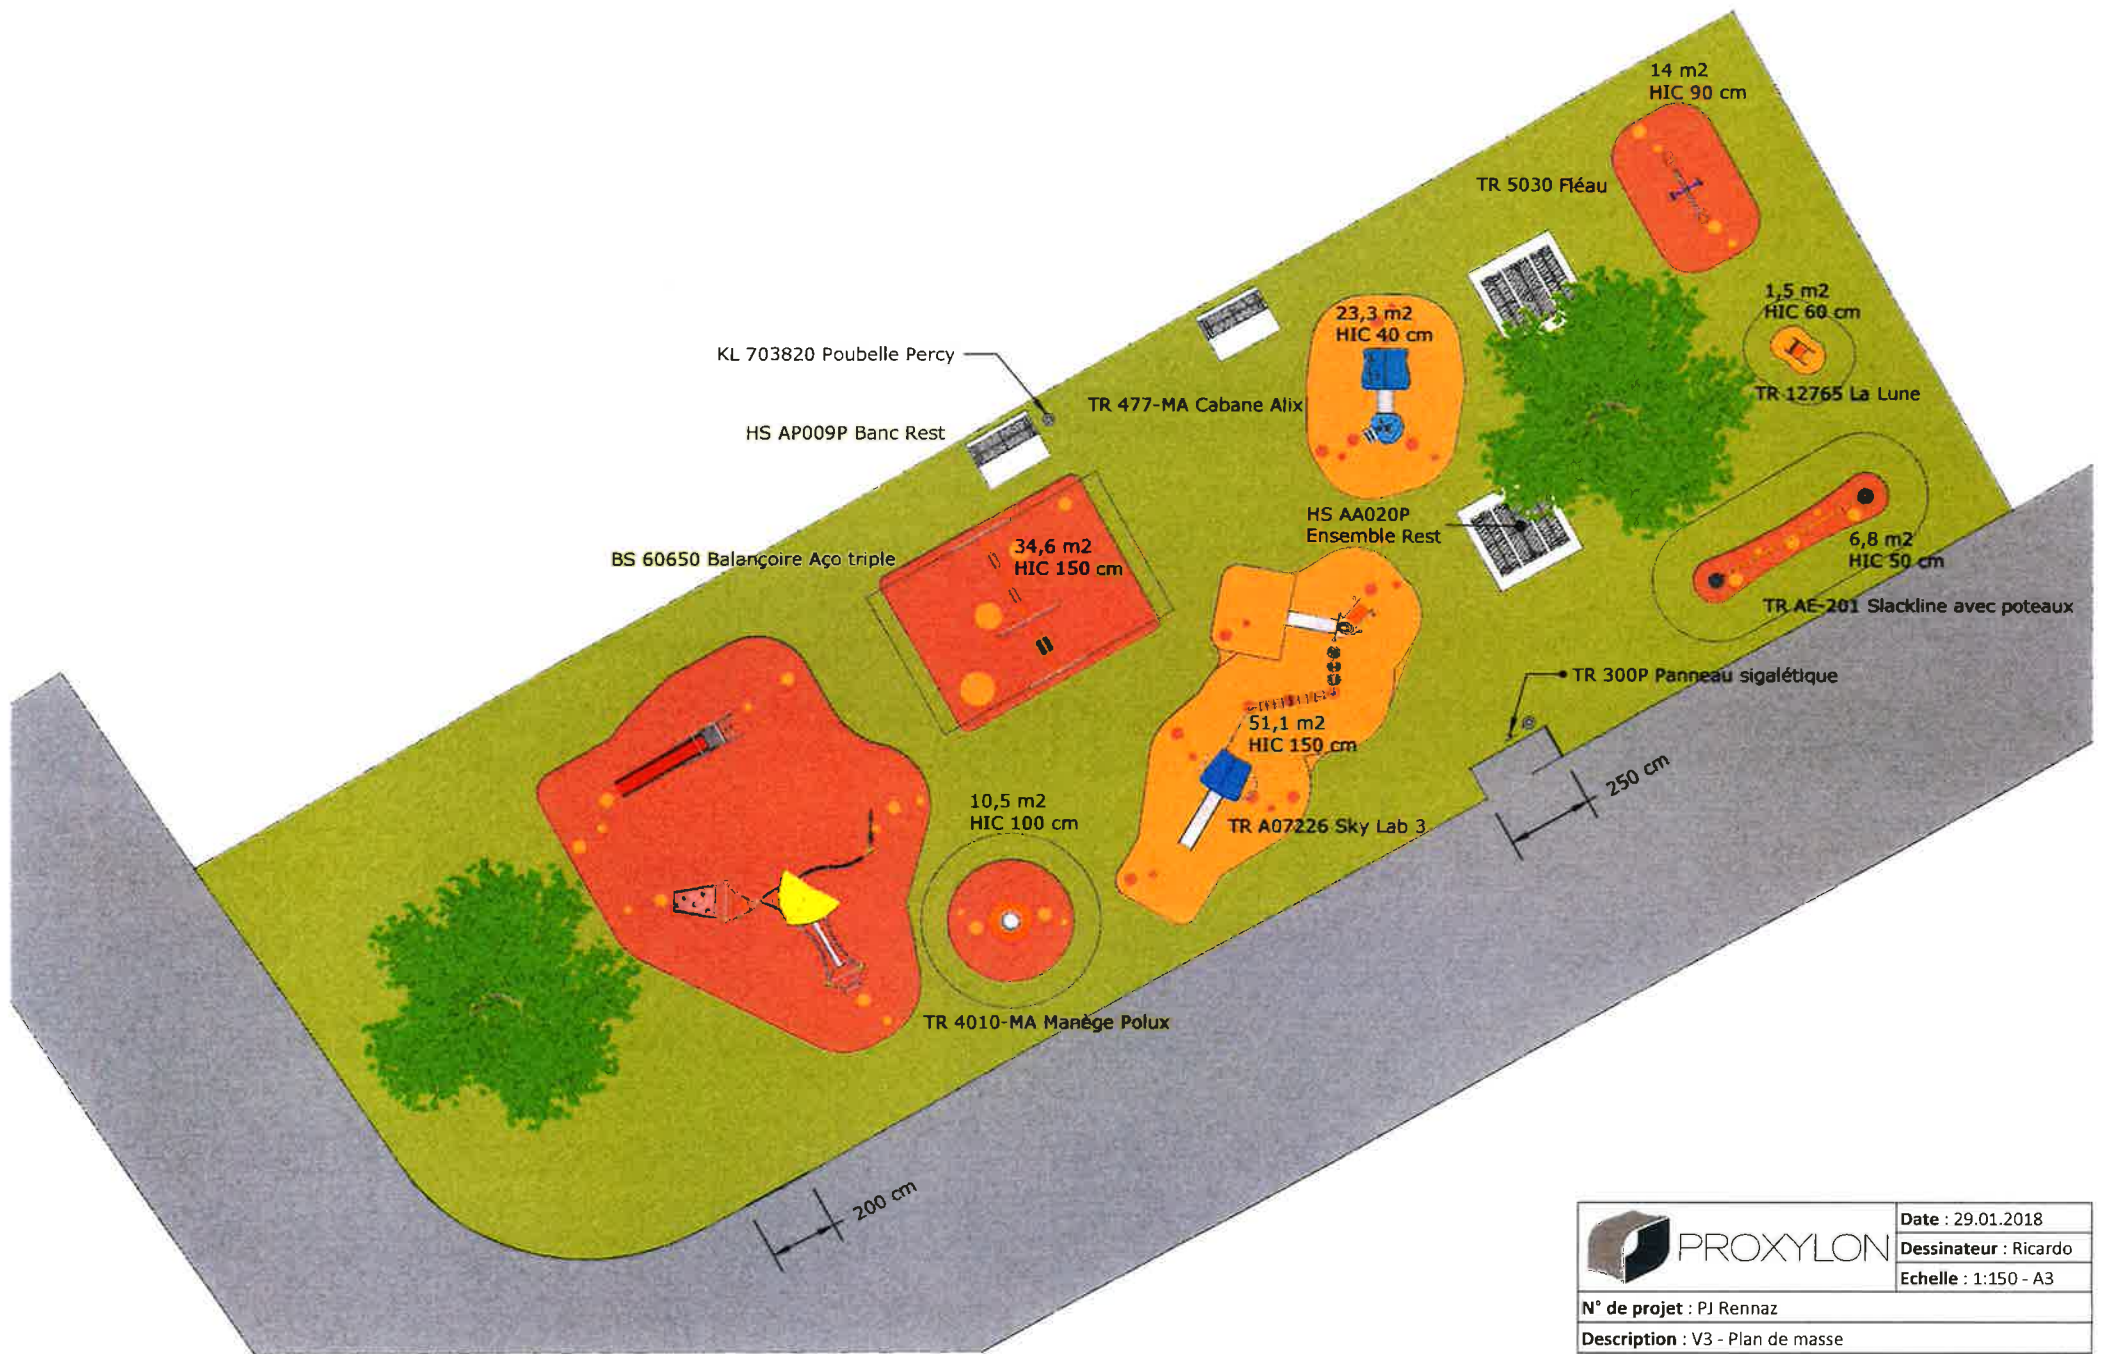 14 m2
HIC 90 cm
TR 5030 Fléau
1,5 m2
HIC 60 cm
TR 12765 La Lune
23,3 m2
HIC 40 cm
KL 703820 Poubelle Percy
TR 477-MA Cabane Alix
HS AP009P Banc Rest
HS AA020P
Ensemble Rest
6,8 m2
HIC 50 cm
TR AE-201 Slackline avec poteaux
34,6 m2
HIC 150 cm
BS 60650 Balançoire Aço triple
TR 300P Panneau sigalétique
51,1 m2
HIC 150 cm
250 cm
10,5 m2
HIC 100 cm
TR A07226 Sky Lab 3
TR 4010-MA Manège Polux
200 cm
PROXYLON
Date : 29.01.2018
Dessinateur : Ricardo
Echelle : 1:150 - A3
N° de projet : PJ Rennaz
Description : V3 - Plan de masse